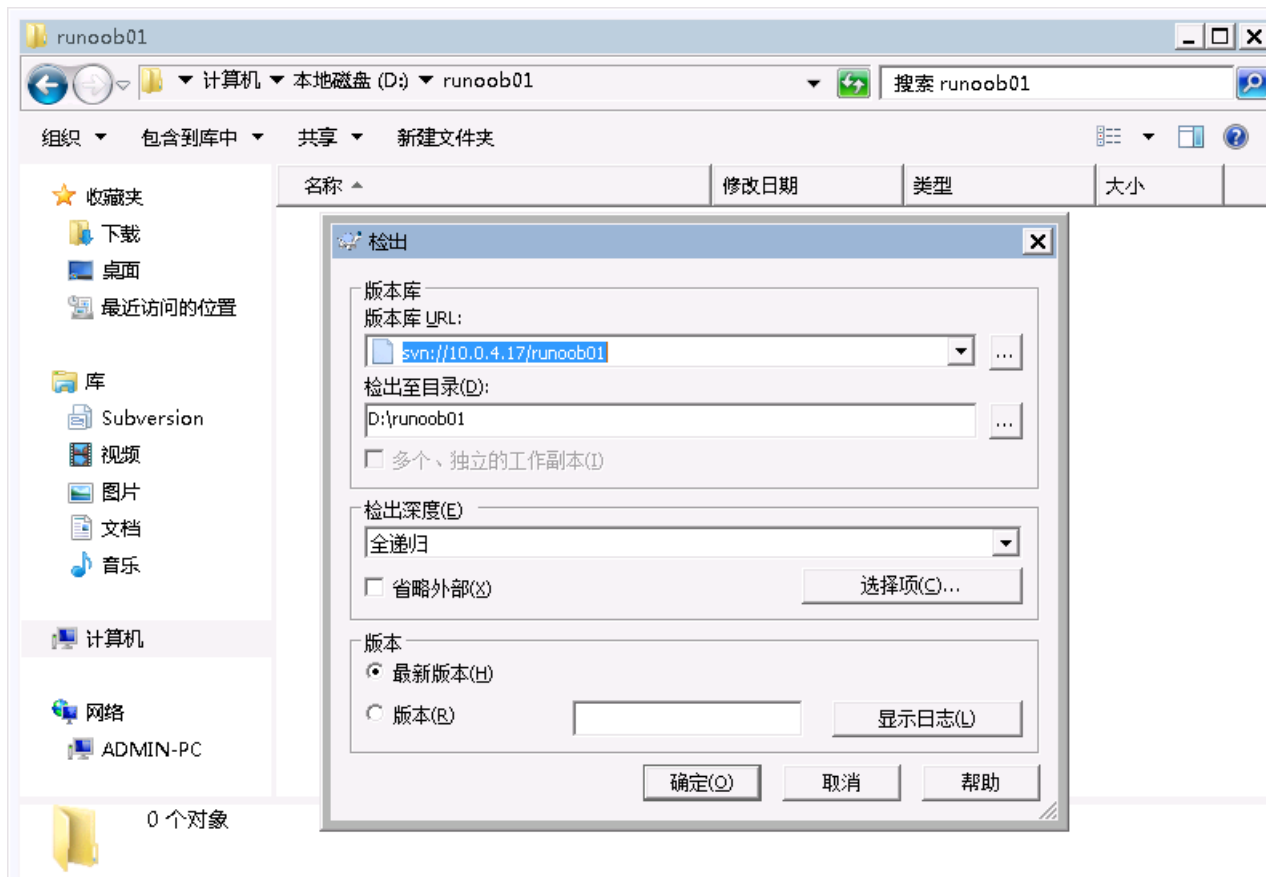 runoob01
计算机 本地磁盘 (D:) runoob01
搜索 runoob01
组织 包含到库中 共享 新建文件夹
名称 修改日期 类型 大小
收藏夹
下载
桌面
最近访问的位置
库
Subversion
视频
图片
文档
音乐
计算机
网络
ADMIN-PC
0 个对象
检出
版本库
版本库 URL:
svn://10.0.4.17/runoob01
...
检出至目录(D):
D:\runoob01
...
多个、独立的工作副本(I)
检出深度(E)
全递归
省略外部(X)
选择项(C)...
版本
最新版本(H)
版本(R)
显示日志(L)
确定(O) 取消 帮助